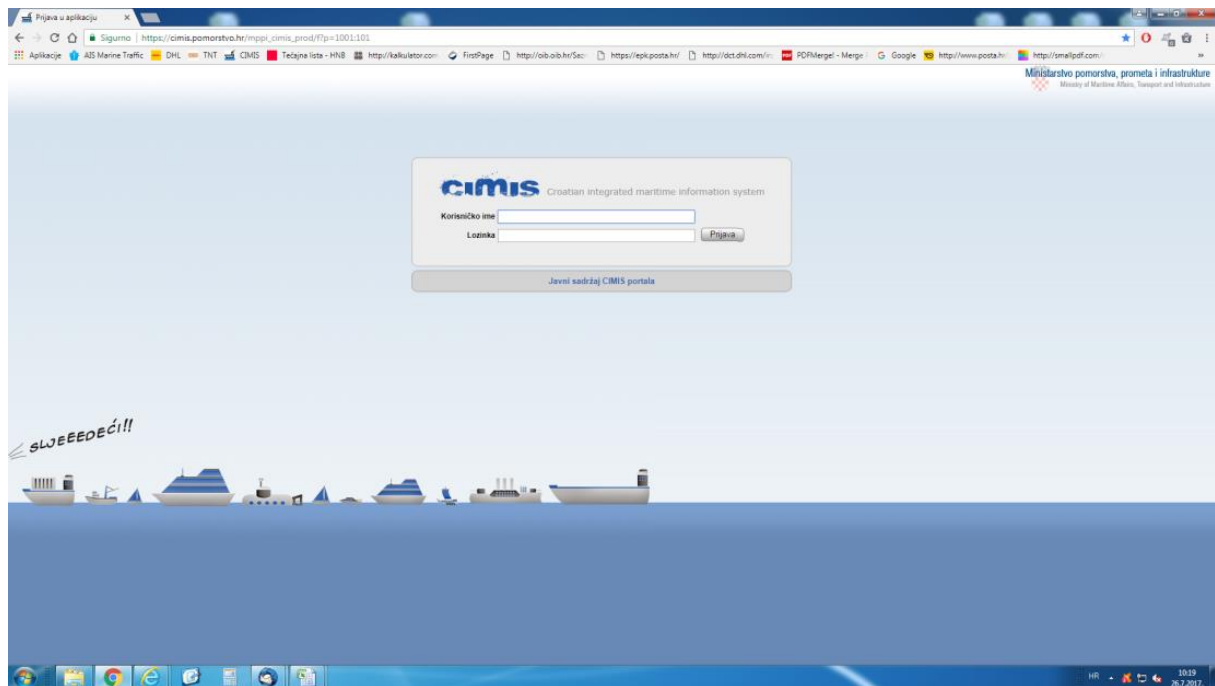 Prijava u aplikaciju
Sigurno | https://cimis.pomorstvo.hr/mppi_cimis_prod/f?p=1001:101
Aplikacije AIS Marine Traffic DHL TNT CIMIS Tečajna lista - HNB http://kalkulator.com FirstPage http://oib.oib.hr/Sac https://epk.posta.hr/ http://dct.dhl.com/in PDFMerge! - Merge Google http://www.posta.hr http://smallpdf.com
Ministarstvo pomorstva, prometa i infrastrukture
Ministry of Maritime Affairs, Transport and Infrastructure
CIMIS Croatian integrated maritime information system
Korisničko ime
Lozinka Prijava
Javni sadržaj CIMIS portala
SLJEEEDEĆI!!
HR 10:19
26.7.2017.